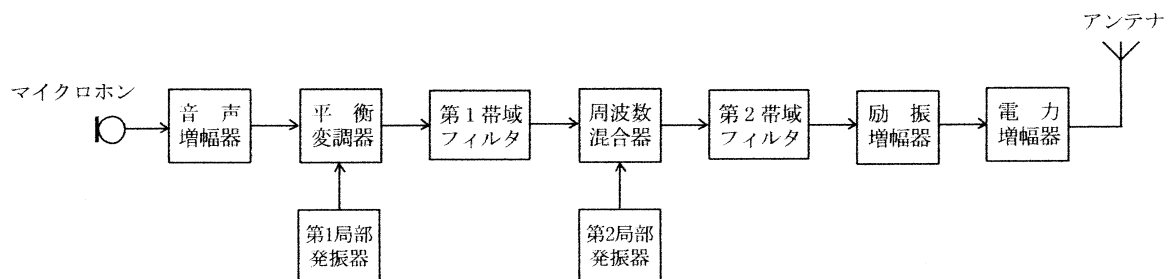 アンテナ
マイクロホン
音声
増幅器
平衡
変調器
第1帯域
フィルタ
周波数
混合器
第2帯域
フィルタ
励振
増幅器
電力
増幅器
第1局部
発振器
第2局部
発振器